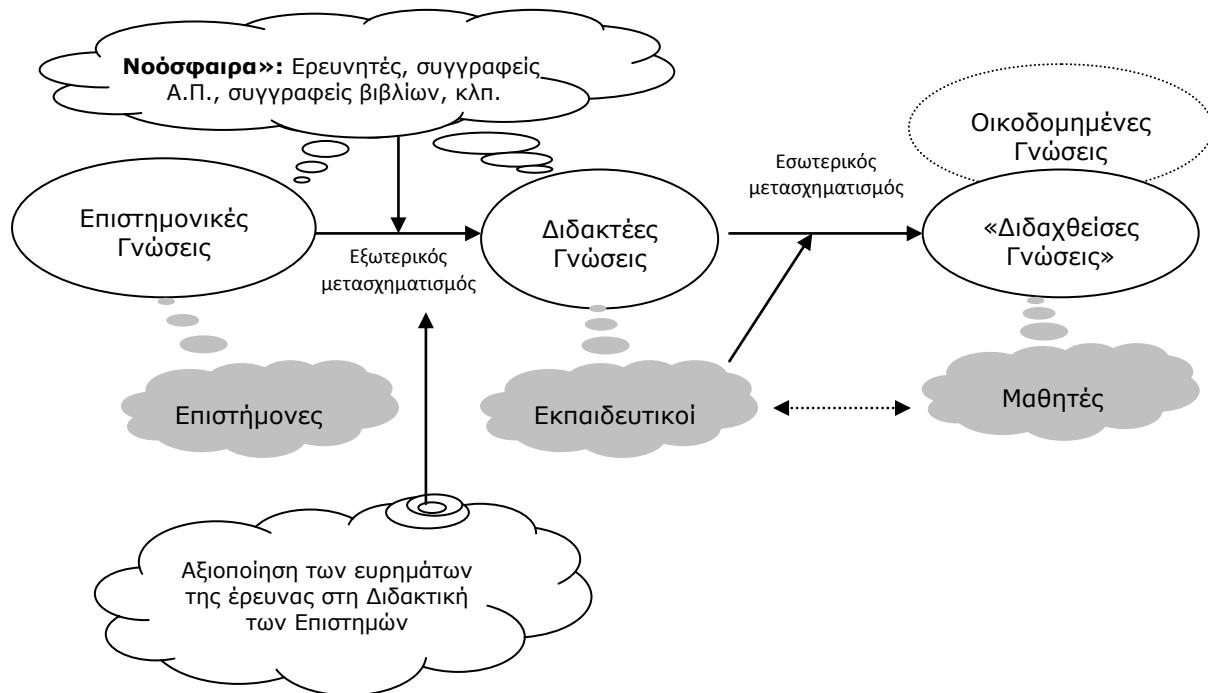 Νοόσφαιρα»: Ερευνητές, συγγραφείς
Α.Π., συγγραφείς βιβλίων, κλπ.
Επιστημονικές
Γνώσεις
Εξωτερικός
μετασχηματισμός
Διδακτέες
Γνώσεις
Εσωτερικός
μετασχηματισμός
Οικοδομημένες
Γνώσεις
«Διδαχθείσες
Γνώσεις»
Επιστήμονες
Εκπαιδευτικοί
Μαθητές
Αξιοποίηση των ευρημάτων
της έρευνας στη Διδακτική
των Επιστημών